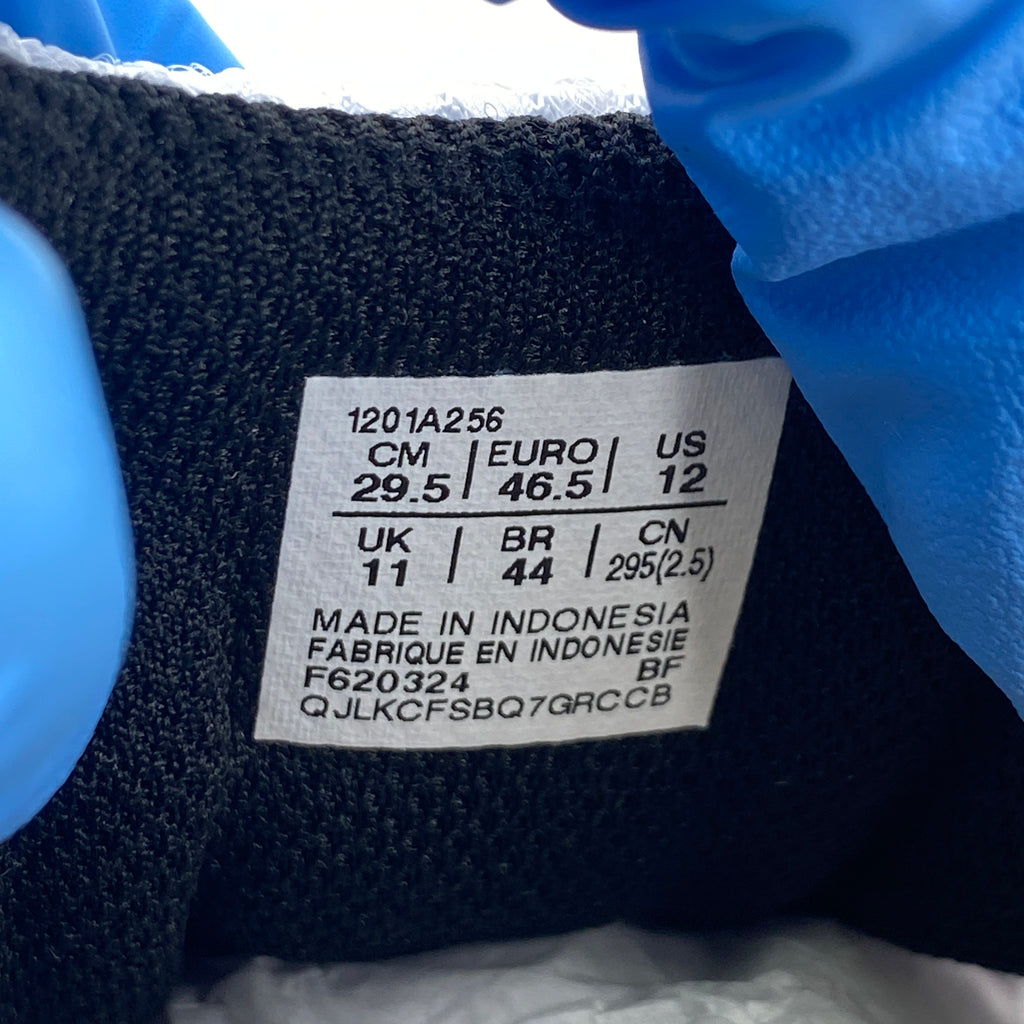 1201A256
CM | EURO | US
29.5 | 46.5 | 12
UK | BR | CN
11 | 44 | 295(2.5)
MADE IN INDONESIA
FABRIQUE EN INDONESIE
F620324 BF
QJLKCFSBQ7GRCCB